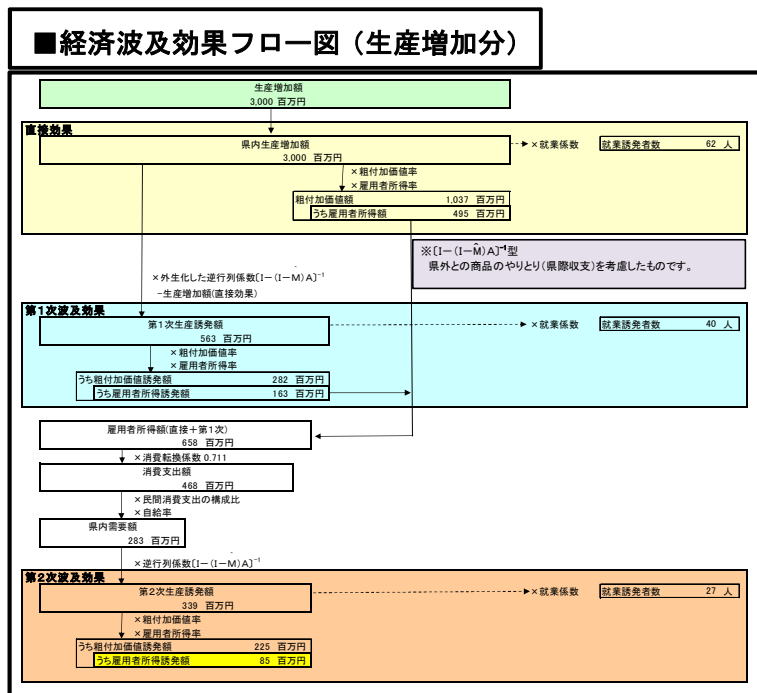 ■経済波及効果フロー図（生産増加分）
生産増加額
3,000 百万円
直接効果
県内生産増加額
3,000 百万円
×就業係数
就業誘発者数 62 人
×粗付加価値率
×雇用者所得率
粗付加価値額 1,037 百万円
うち雇用者所得額 495 百万円
※[I－(I－M̂)A]⁻¹型
県外との商品のやりとり(県際収支)を考慮したものです。
×外生化した逆行列係数[I－(I－M)A]⁻¹
－生産増加額(直接効果)
第1次波及効果
第1次生産誘発額
563 百万円
×就業係数
就業誘発者数 40 人
×粗付加価値率
×雇用者所得率
うち粗付加価値誘発額 282 百万円
うち雇用者所得誘発額 163 百万円
雇用者所得額(直接＋第1次)
658 百万円
×消費転換係数 0.711
消費支出額
468 百万円
×民間消費支出の構成比
×自給率
県内需要額
283 百万円
×逆行列係数[I－(I－M)A]⁻¹
第2次波及効果
第2次生産誘発額
339 百万円
×就業係数
就業誘発者数 27 人
×粗付加価値率
×雇用者所得率
うち粗付加価値誘発額 225 百万円
うち雇用者所得誘発額 85 百万円